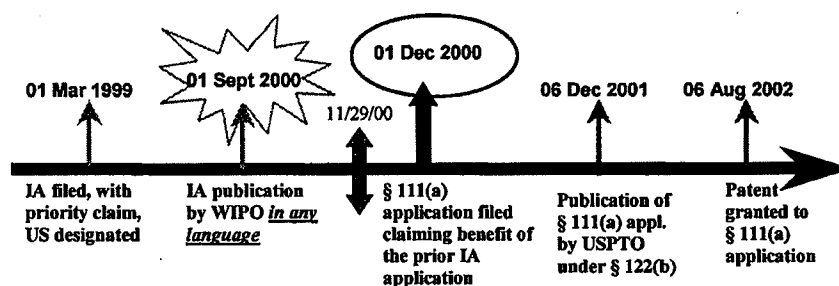 01 Mar 1999
01 Sept 2000
11/29/00
01 Dec 2000
06 Dec 2001
06 Aug 2002
IA filed, with
priority claim,
US designated
IA publication
by WIPO in any
language
§ 111(a)
application filed
claiming benefit of
the prior IA
application
Publication of
§ 111(a) appl.
by USPTO
under § 122(b)
Patent
granted to
§ 111(a)
application